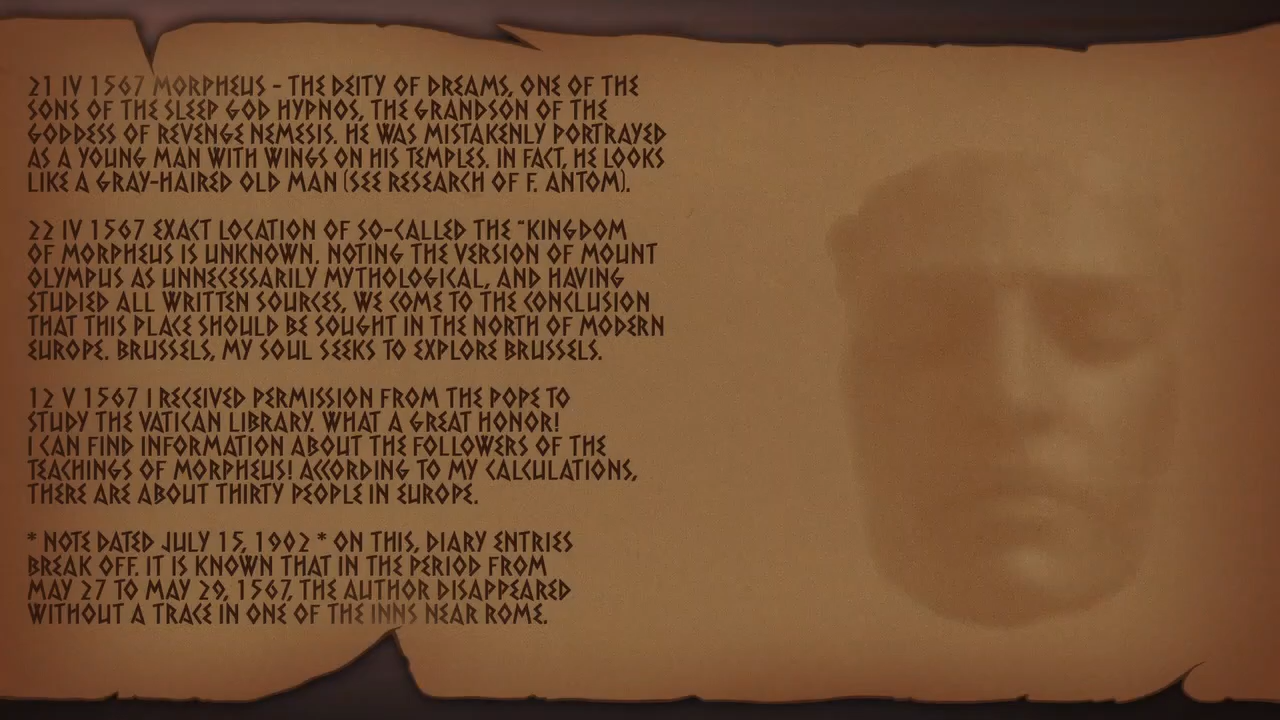 21 IV 1567 MORPHEUS - THE DEITY OF DREAMS, ONE OF THE
SONS OF THE SLEEP GOD HYPNOS, THE GRANDSON OF THE
GODDESS OF REVENGE NEMESIS. HE WAS MISTAKENLY PORTRAYED
AS A YOUNG MAN WITH WINGS ON HIS TEMPLES. IN FACT, HE LOOKS
LIKE A GRAY-HAIRED OLD MAN (SEE RESEARCH OF F. ANTOM).
22 IV 1567 EXACT LOCATION OF SO-CALLED THE "KINGDOM
OF MORPHEUS IS UNKNOWN. NOTING THE VERSION OF MOUNT
OLYMPUS AS UNNECESSARILY MYTHOLOGICAL, AND HAVING
STUDIED ALL WRITTEN SOURCES, WE COME TO THE CONCLUSION
THAT THIS PLACE SHOULD BE SOUGHT IN THE NORTH OF MODERN
EUROPE. BRUSSELS, MY SOUL SEEKS TO EXPLORE BRUSSELS.
12 V 1567 I RECEIVED PERMISSION FROM THE POPE TO
STUDY THE VATICAN LIBRARY. WHAT A GREAT HONOR!
I CAN FIND INFORMATION ABOUT THE FOLLOWERS OF THE
TEACHINGS OF MORPHEUS! ACCORDING TO MY CALCULATIONS,
THERE ARE ABOUT THIRTY PEOPLE IN EUROPE.
* NOTE DATED JULY 15, 1902 * ON THIS, DIARY ENTRIES
BREAK OFF. IT IS KNOWN THAT IN THE PERIOD FROM
MAY 27 TO MAY 29, 1567, THE AUTHOR DISAPPEARED
WITHOUT A TRACE IN ONE OF THE INNS NEAR ROME.